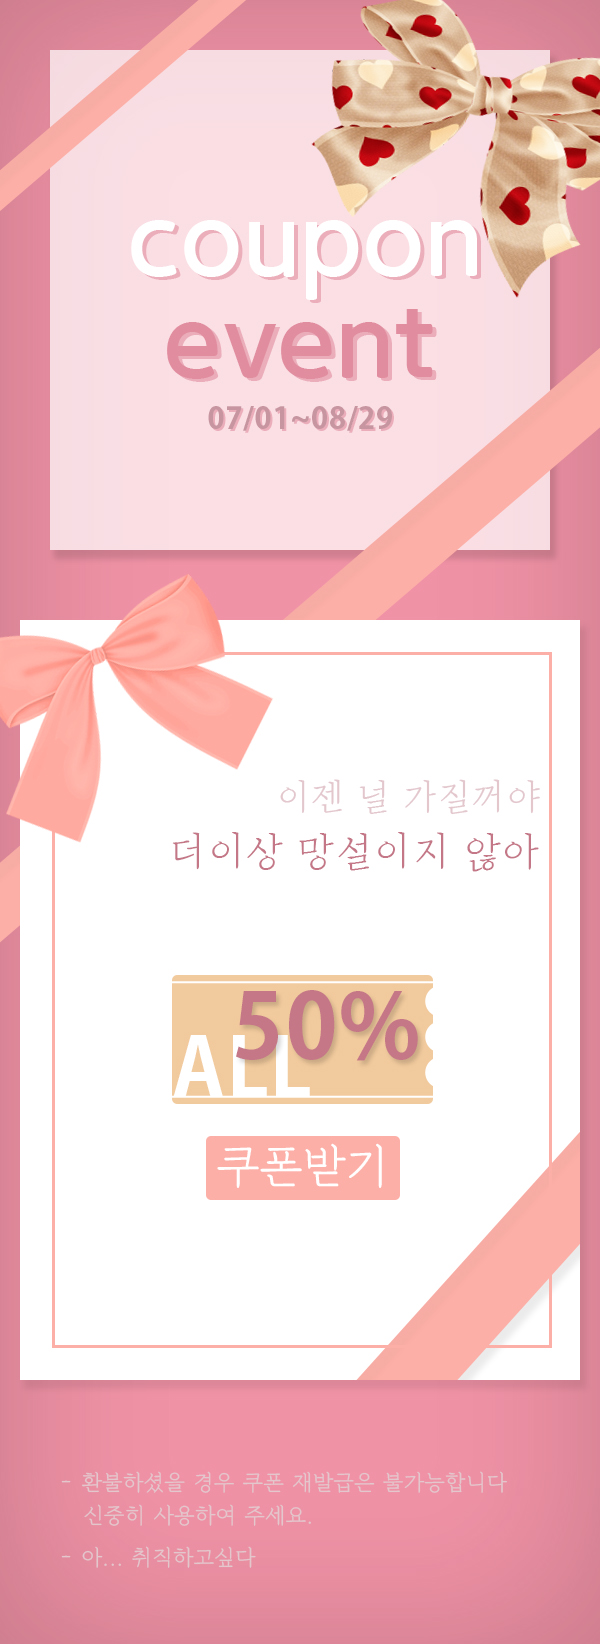 coupon
event
07/01~08/29
이젠 널 가질꺼야
더이상 망설이지 않아
50%
ALL
쿠폰받기
- 환불하셨을 경우 쿠폰 재발급은 불가능합니다
신중히 사용하여 주세요.
- 아... 취직하고싶다